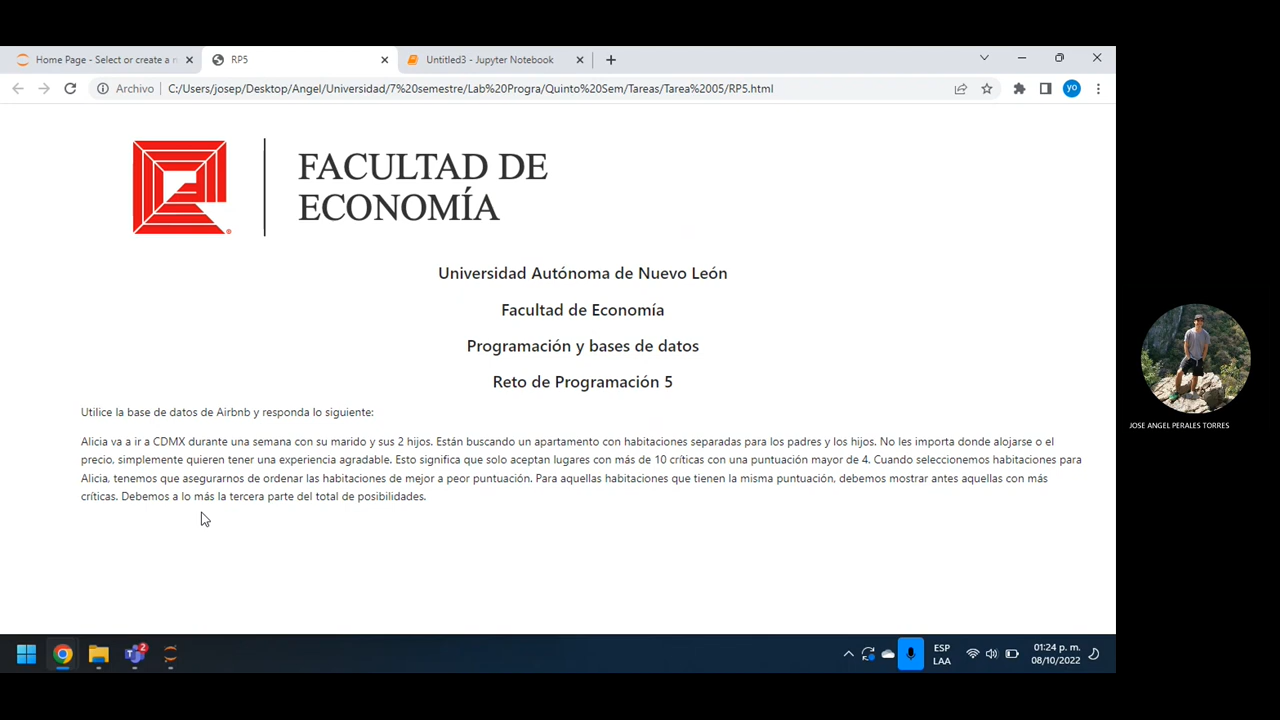 Home Page - Select or create a n
RP5
Untitled3 - Jupyter Notebook
Archivo
C:/Users/josep/Desktop/Angel/Universidad/7%20semestre/Lab%20Progra/Quinto%20Sem/Tareas/Tarea%2005/RP5.html
yo
FACULTAD DE
ECONOMÍA
Universidad Autónoma de Nuevo León
Facultad de Economía
Programación y bases de datos
Reto de Programación 5
Utilice la base de datos de Airbnb y responda lo siguiente:
Alicia va a ir a CDMX durante una semana con su marido y sus 2 hijos. Están buscando un apartamento con habitaciones separadas para los padres y los hijos. No les importa donde alojarse o el
precio, simplemente quieren tener una experiencia agradable. Esto significa que solo aceptan lugares con más de 10 críticas con una puntuación mayor de 4. Cuando seleccionemos habitaciones para
Alicia, tenemos que asegurarnos de ordenar las habitaciones de mejor a peor puntuación. Para aquellas habitaciones que tienen la misma puntuación, debemos mostrar antes aquellas con más
críticas. Debemos a lo más la tercera parte del total de posibilidades.
JOSE ANGEL PERALES TORRES
2
ESP
LAA
01:24 p. m.
08/10/2022